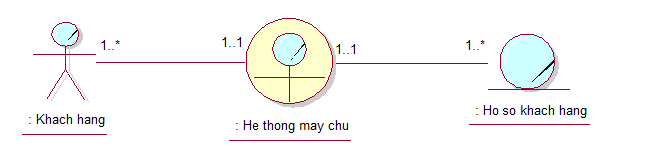 1..*
1..1
1..1
1..*
: Khach hang
: He thong may chu
: Ho so khach hang